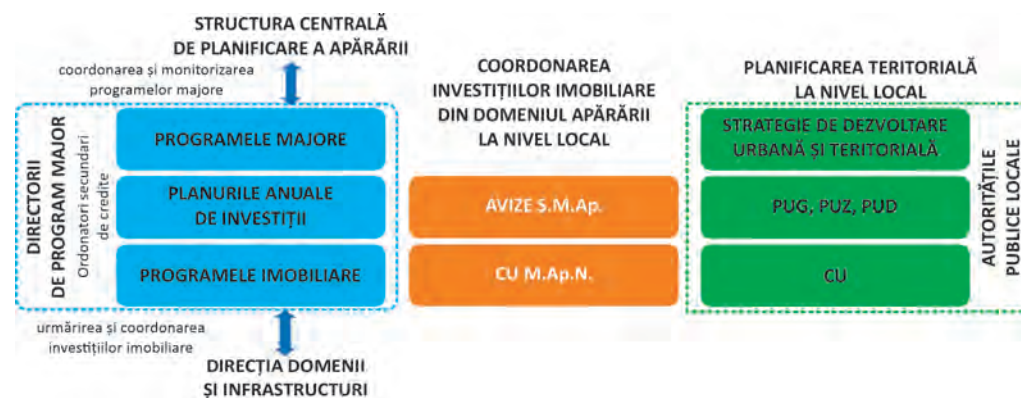 STRUCTURA CENTRALĂ
DE PLANIFICARE A APĂRĂRII
coordonarea și monitorizarea
programelor majore
DIRECTORII
DE PROGRAM MAJOR
Ordonatori secundari
de credite
PROGRAMELE MAJORE
PLANURILE ANUALE
DE INVESTIȚII
PROGRAMELE IMOBILIARE
urmărirea și coordonarea
investițiilor imobiliare
DIRECȚIA DOMENII
ȘI INFRASTRUCTURI
COORDONAREA
INVESTIȚIILOR IMOBILIARE
DIN DOMENIUL APĂRĂRII
LA NIVEL LOCAL
AVIZE S.M.Ap.
CU M.Ap.N.
PLANIFICAREA TERITORIALĂ
LA NIVEL LOCAL
STRATEGIE DE DEZVOLTARE
URBANĂ ȘI TERITORIALĂ
PUG, PUZ, PUD
CU
AUTORITĂȚILE
PUBLICE LOCALE